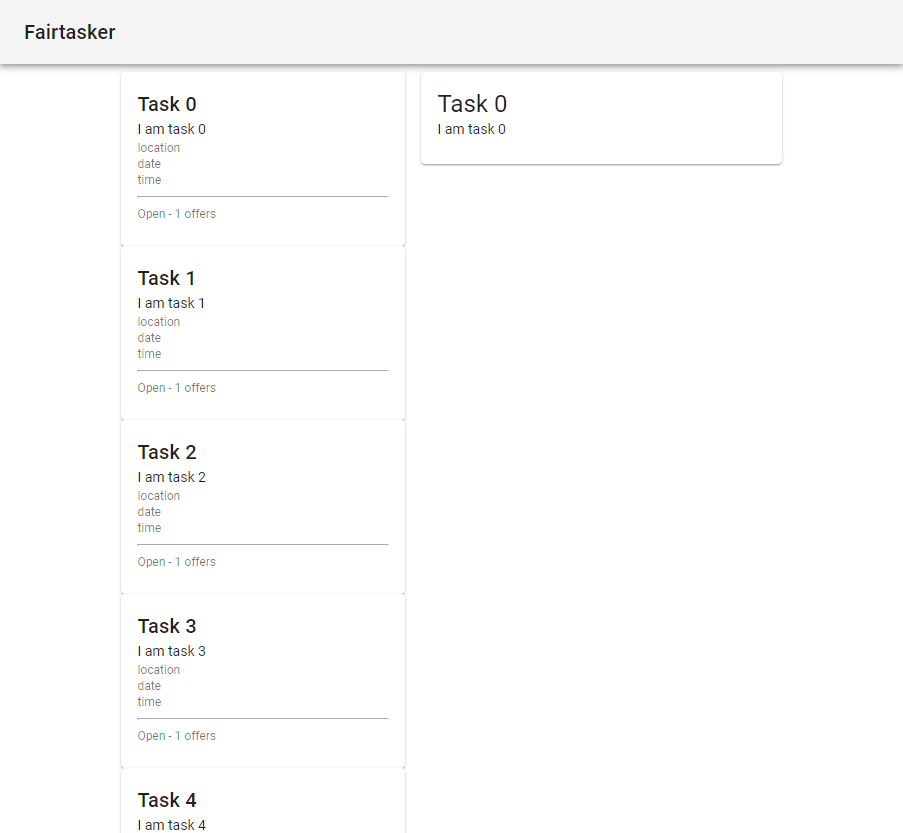 Fairtasker
Task 0
I am task 0
location
date
time
Open - 1 offers
Task 1
I am task 1
location
date
time
Open - 1 offers
Task 2
I am task 2
location
date
time
Open - 1 offers
Task 3
I am task 3
location
date
time
Open - 1 offers
Task 4
I am task 4
Task 0
I am task 0